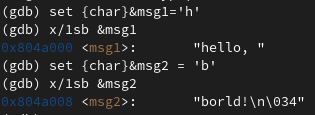 (gdb) set {char}&msg1='h'
(gdb) x/1sb &msg1
0x804a000 <msg1>:        "hello, "
(gdb) set {char}&msg2 = 'b'
(gdb) x/1sb &msg2
0x804a008 <msg2>:        "borld!\n\034"